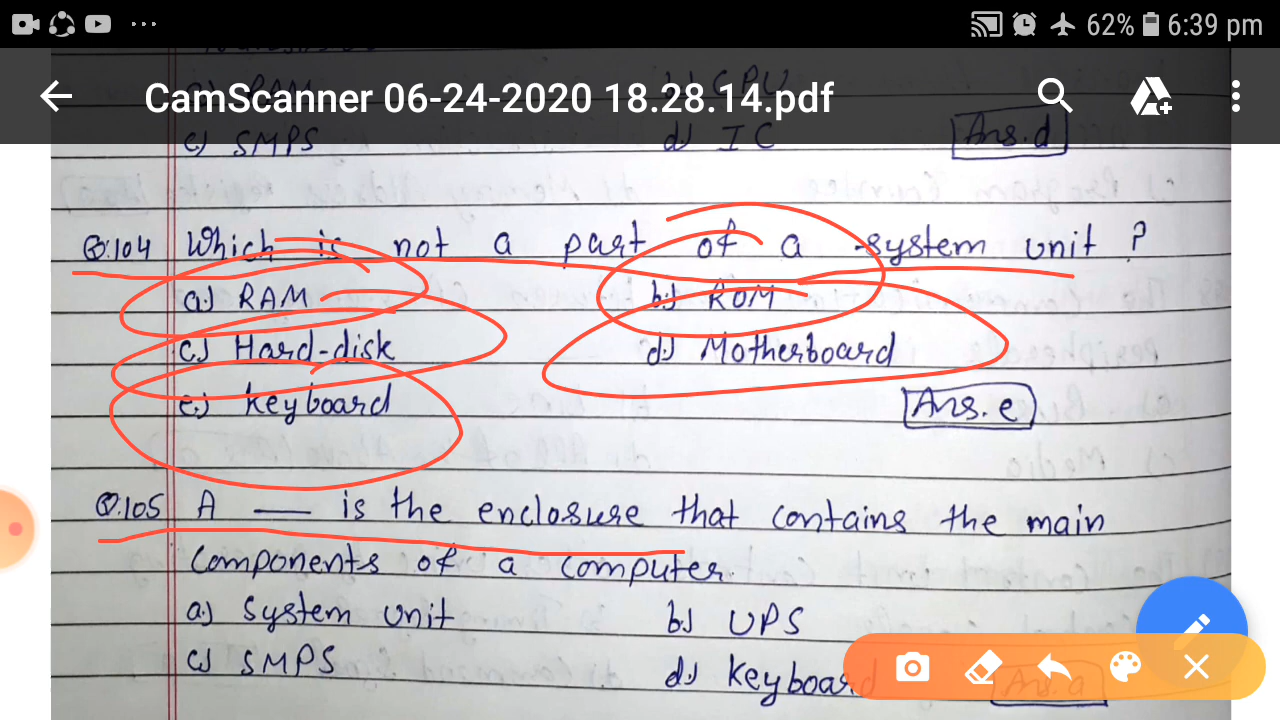 62% 6:39 pm
CamScanner 06-24-2020 18.28.14.pdf
a.) RAM b.) CPU
c.) SMPS d.) IC Ans.d
Q.104 Which is not a part of a system unit ?
a.) RAM b.) ROM
c.) Hard-disk d.) Motherboard
e.) keyboard Ans.e
Q.105 A — is the enclosure that contains the main
components of a computer.
a.) system unit b.) UPS
c.) SMPS d.) keyboard Ans.a